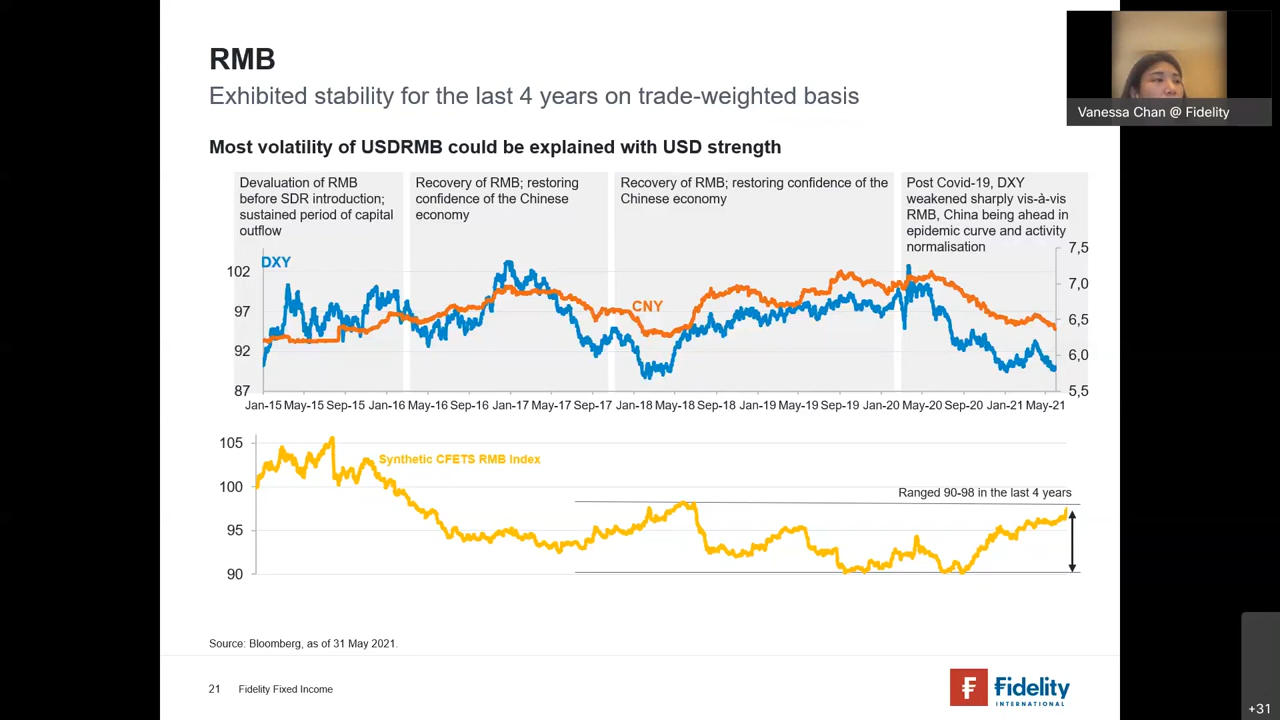 RMB
Exhibited stability for the last 4 years on trade-weighted basis
Vanessa Chan @ Fidelity
Most volatility of USDRMB could be explained with USD strength
Devaluation of RMB
before SDR introduction;
sustained period of capital
outflow
Recovery of RMB; restoring
confidence of the Chinese
economy
Recovery of RMB; restoring confidence of the
Chinese economy
Post Covid-19, DXY
weakened sharply vis-à-vis
RMB, China being ahead in
epidemic curve and activity
normalisation
DXY
CNY
102
97
92
87
7,5
7,0
6,5
6,0
5,5
Jan-15 May-15 Sep-15 Jan-16 May-16 Sep-16 Jan-17 May-17 Sep-17 Jan-18 May-18 Sep-18 Jan-19 May-19 Sep-19 Jan-20 May-20 Sep-20 Jan-21 May-21
105
100
95
90
Synthetic CFETS RMB Index
Ranged 90-98 in the last 4 years
Source: Bloomberg, as of 31 May 2021.
21 Fidelity Fixed Income
Fidelity
INTERNATIONAL
+31